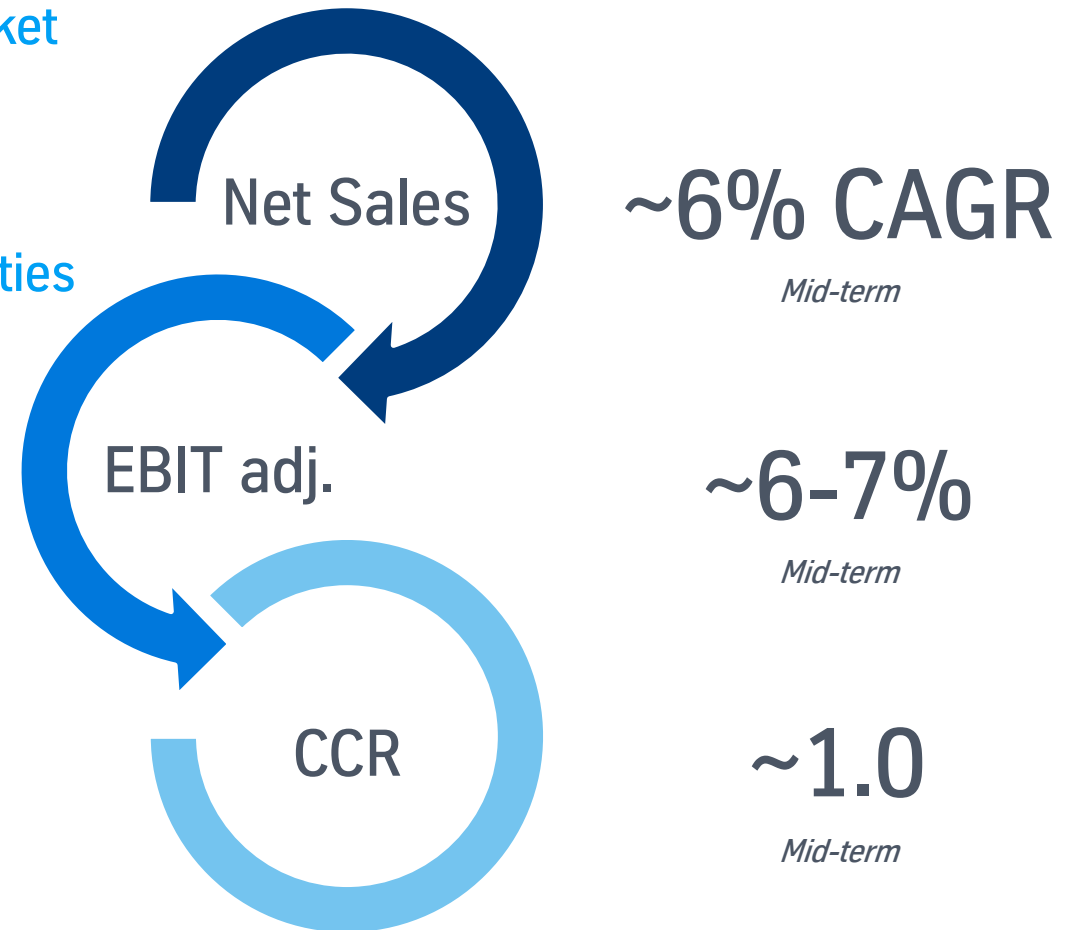 ket
Net Sales
~6% CAGR
Mid-term
ties
EBIT adj.
~6-7%
Mid-term
CCR
~1.0
Mid-term